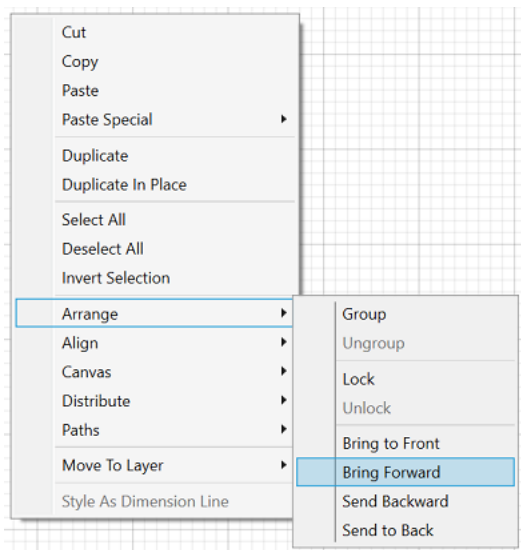 Cut
Copy
Paste
Paste Special
Duplicate
Duplicate In Place
Select All
Deselect All
Invert Selection
Arrange
Align
Canvas
Distribute
Paths
Move To Layer
Style As Dimension Line
Group
Ungroup
Lock
Unlock
Bring to Front
Bring Forward
Send Backward
Send to Back